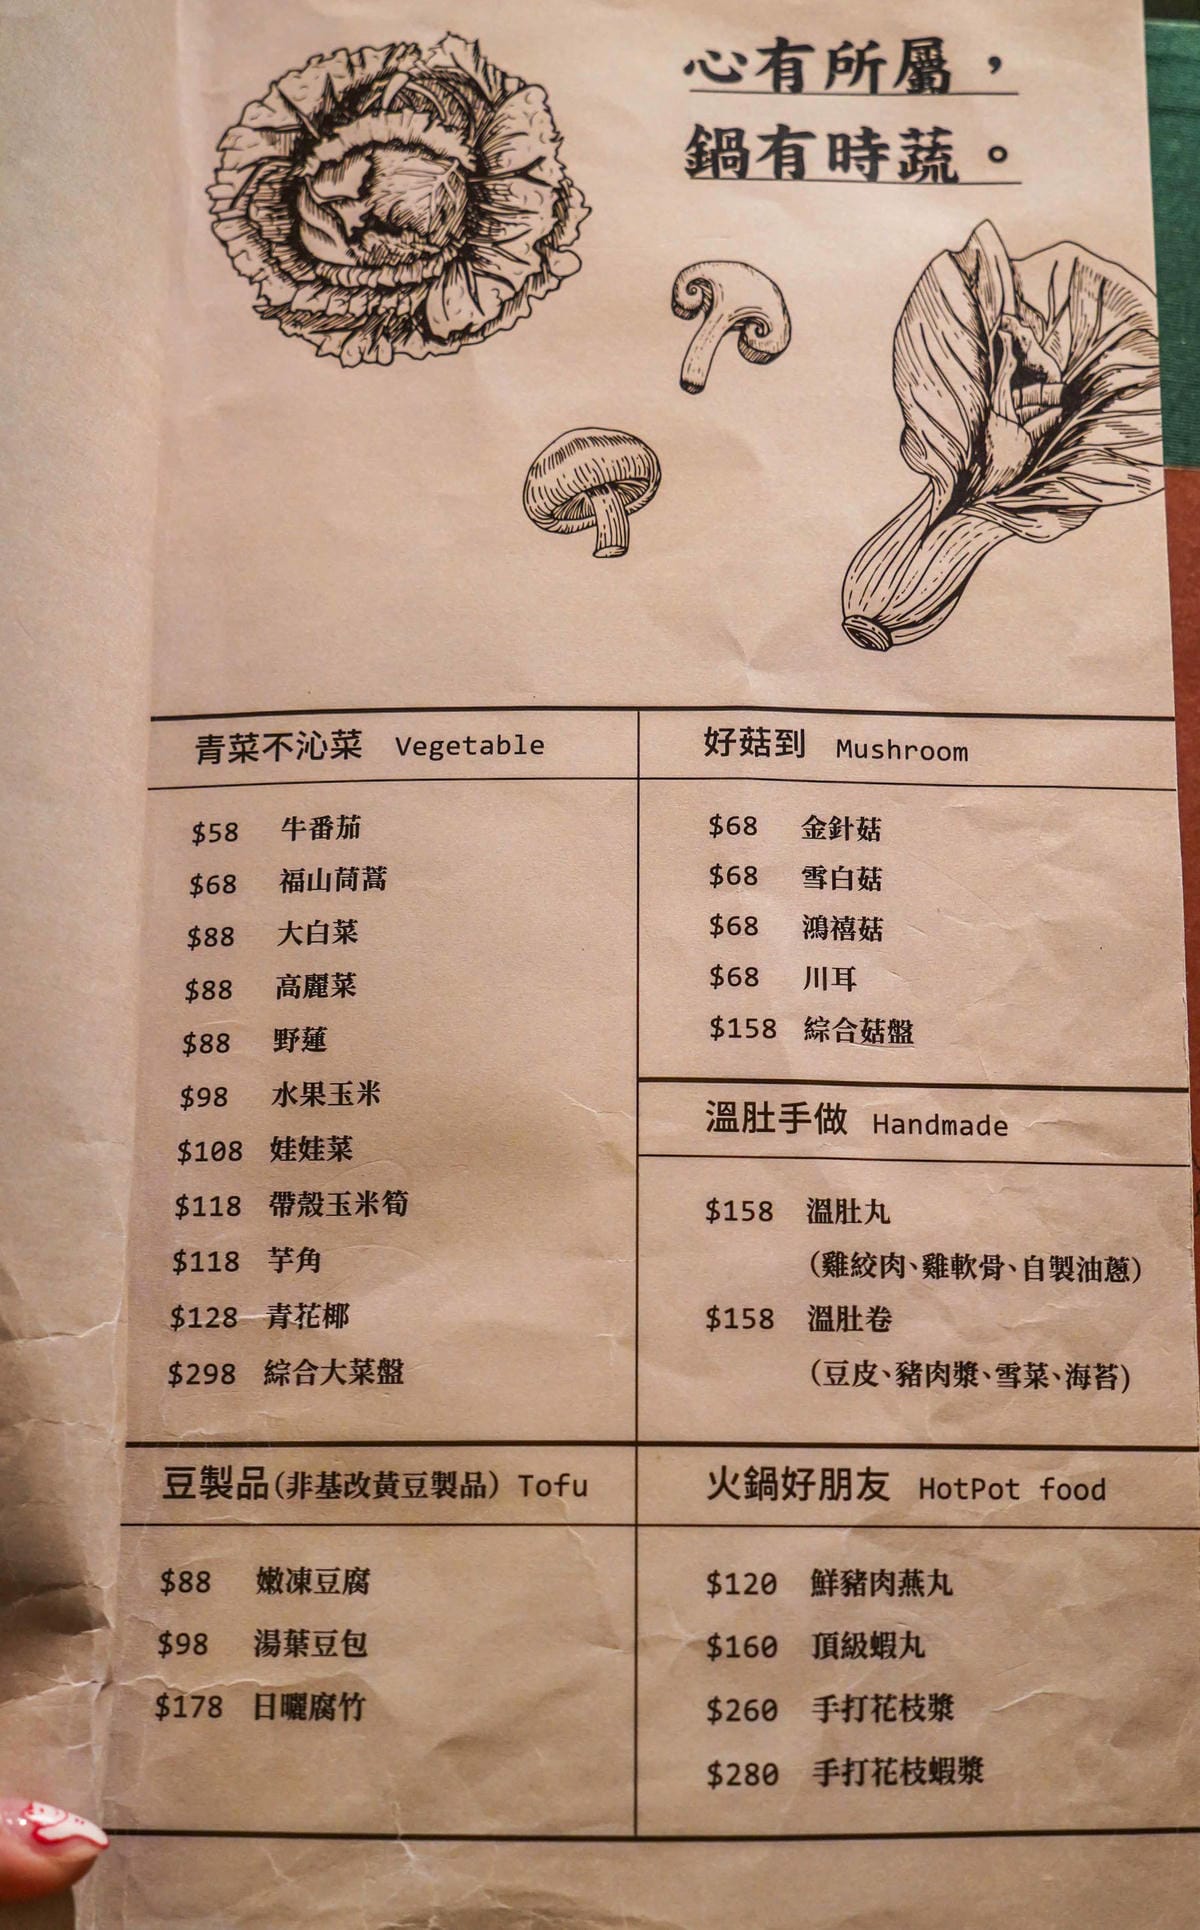 心有所屬，
鍋有時蔬。
青菜不沁菜 Vegetable
$58 牛番茄
$68 福山茼蒿
$88 大白菜
$88 高麗菜
$88 野蓮
$98 水果玉米
$108 娃娃菜
$118 帶殼玉米筍
$118 芋角
$128 青花椰
$298 綜合大菜盤
好菇到 Mushroom
$68 金針菇
$68 雪白菇
$68 鴻禧菇
$68 川耳
$158 綜合菇盤
溫肚手做 Handmade
$158 溫肚丸
(雞絞肉、雞軟骨、自製油蔥)
$158 溫肚卷
(豆皮、豬肉漿、雪菜、海苔)
豆製品(非基改黃豆製品) Tofu
$88 嫩凍豆腐
$98 湯葉豆包
$178 日曬腐竹
火鍋好朋友 HotPot food
$120 鮮豬肉燕丸
$160 頂級蝦丸
$260 手打花枝漿
$280 手打花枝蝦漿